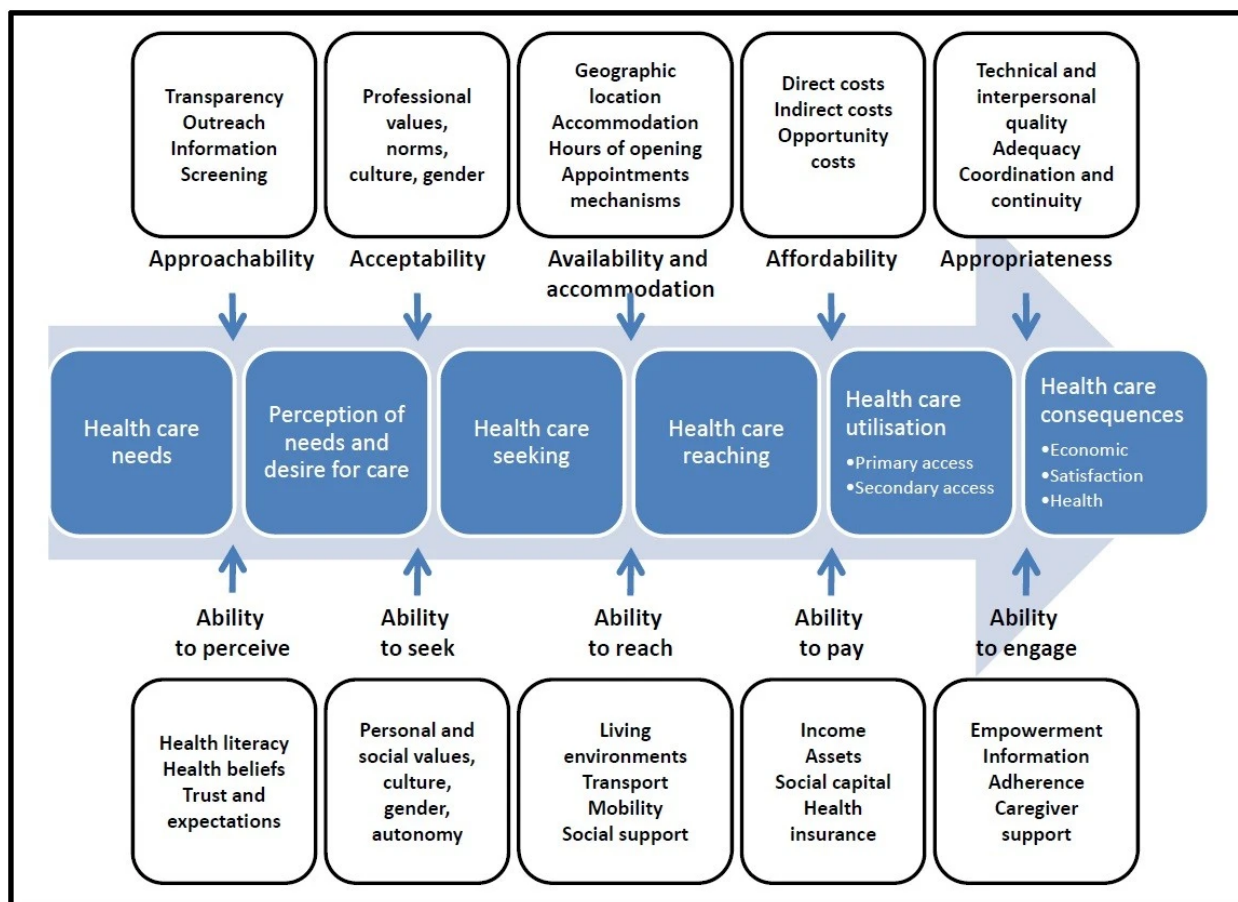 Transparency
Outreach
Information
Screening
Professional
values,
norms,
culture, gender
Geographic
location
Accommodation
Hours of opening
Appointments
mechanisms
Direct costs
Indirect costs
Opportunity
costs
Technical and
interpersonal
quality
Adequacy
Coordination and
continuity
Approachability
Acceptability
Availability and
accommodation
Affordability
Appropriateness
Health care
needs
Perception of
needs and
desire for care
Health care
seeking
Health care
reaching
Health care
utilisation
•Primary access
•Secondary access
Health care
consequences
•Economic
•Satisfaction
•Health
Ability
to perceive
Ability
to seek
Ability
to reach
Ability
to pay
Ability
to engage
Health literacy
Health beliefs
Trust and
expectations
Personal and
social values,
culture,
gender,
autonomy
Living
environments
Transport
Mobility
Social support
Income
Assets
Social capital
Health
insurance
Empowerment
Information
Adherence
Caregiver
support